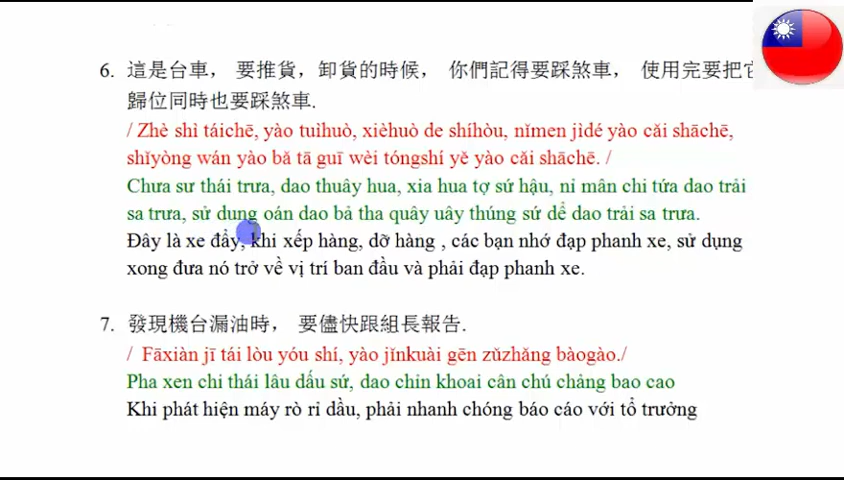 6. 這是台車， 要推貨，卸貨的時候， 你們記得要踩煞車， 使用完要把它
歸位同時也要踩煞車.
/ Zhè shì táichē, yào tuìhuò, xièhuò de shíhòu, nǐmen jìdé yào cǎi shāchē,
shǐyòng wán yào bǎ tā guī wèi tóngshí yě yào cǎi shāchē. /
Chưa sư thái trưa, dao thuây hua, xia hua tợ sứ hậu, nỉ mân chi tứa dao trải
sa trưa, sử dung oán dao bả tha quây uây thúng sứ dể dao trải sa trưa.
Đây là xe đẩy, khi xếp hàng, dỡ hàng , các bạn nhớ đạp phanh xe, sử dụng
xong đưa nó trở về vị trí ban đầu và phải đạp phanh xe.
7. 發現機台漏油時， 要儘快跟組長報告.
/ Fāxiàn jī tái lòu yóu shí, yào jǐnkuài gēn zǔzhǎng bàogào./
Pha xen chi thái lâu dấu sứ, dao chin khoai cân chú chảng bao cao
Khi phát hiện máy rò rỉ dầu, phải nhanh chóng báo cáo với tổ trưởng